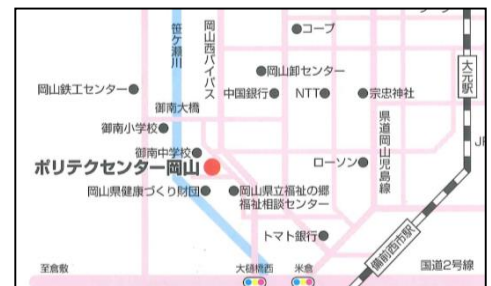 コープ
笹ケ瀬川
岡山西バイパス
岡山卸センター
大元駅
岡山鉄工センター
中国銀行
NTT
宗忠神社
御南大橋
御南小学校
県道岡山児島線
御南中学校
ポリテクセンター岡山
ローソン
岡山県健康づくり財団
岡山県立福祉の郷
福祉相談センター
トマト銀行
備前西市駅
至倉敷
大樋橋西
米倉
国道2号線